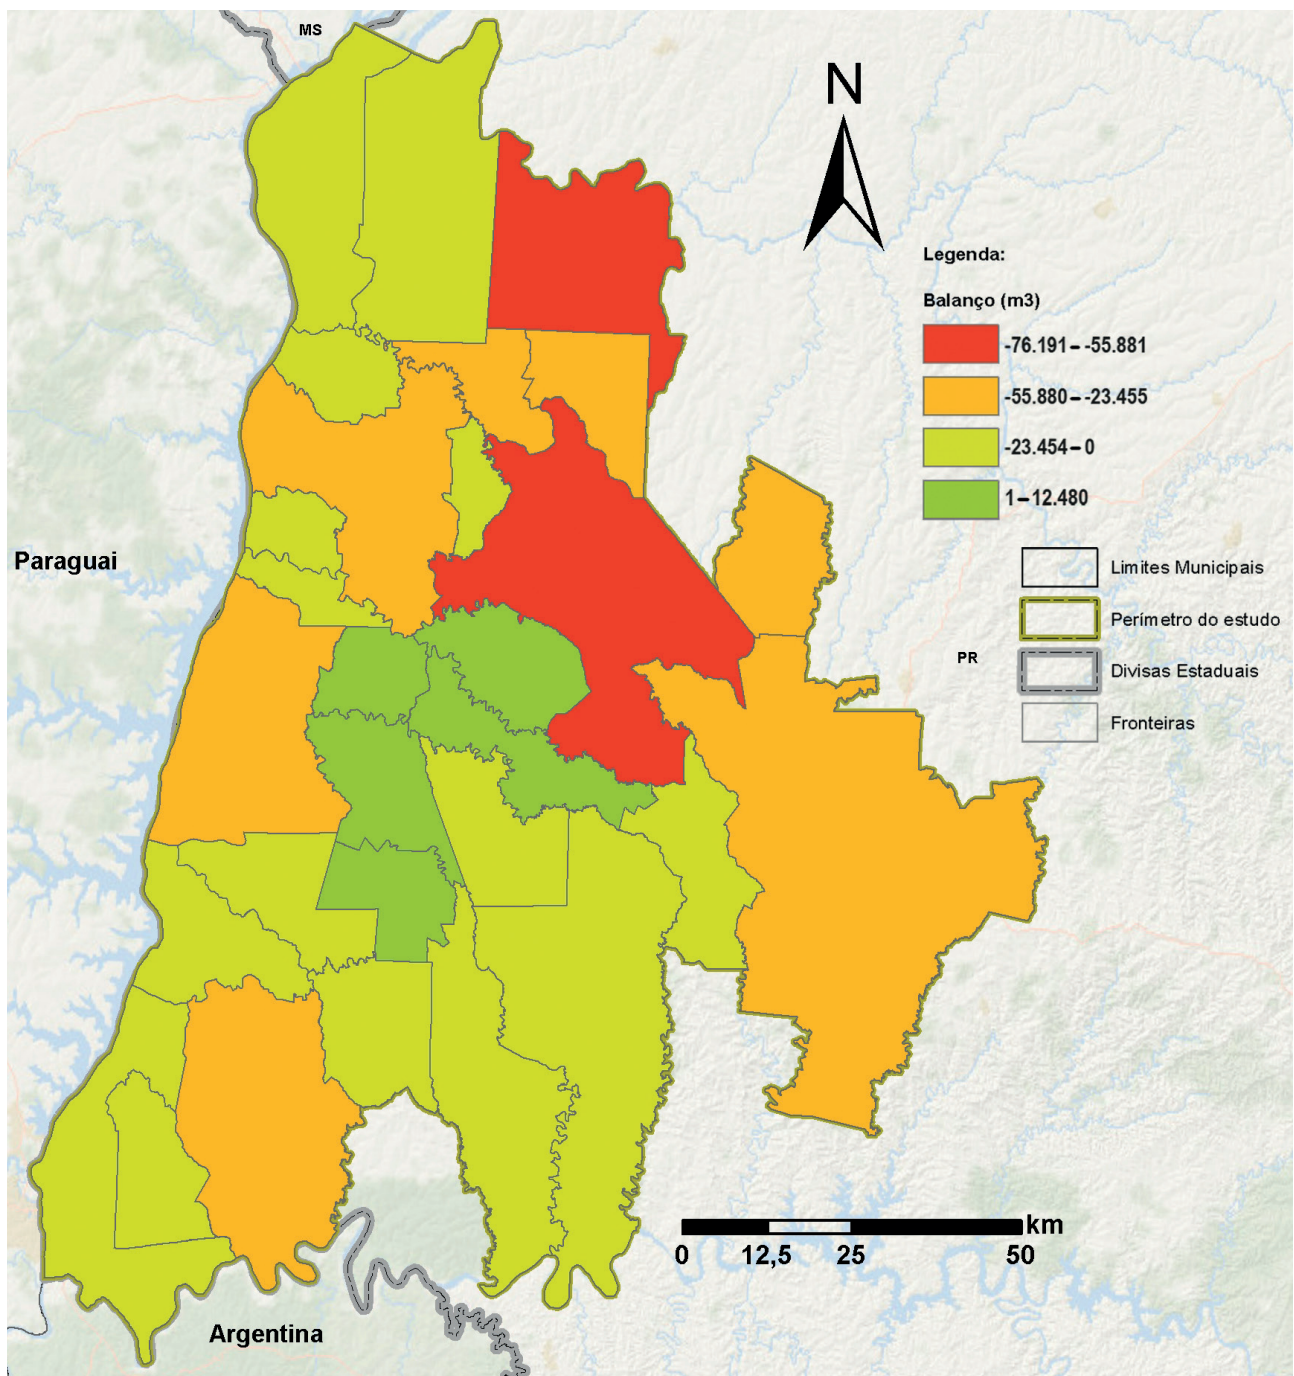 MS
N
Legenda:
Balanço (m3)
-76.191 – -55.881
-55.880 – -23.455
-23.454 – 0
1 – 12.480
Paraguai
Limites Municipais
Perímetro do estudo
PR
Divisas Estaduais
Fronteiras
km
0 12,5 25 50
Argentina